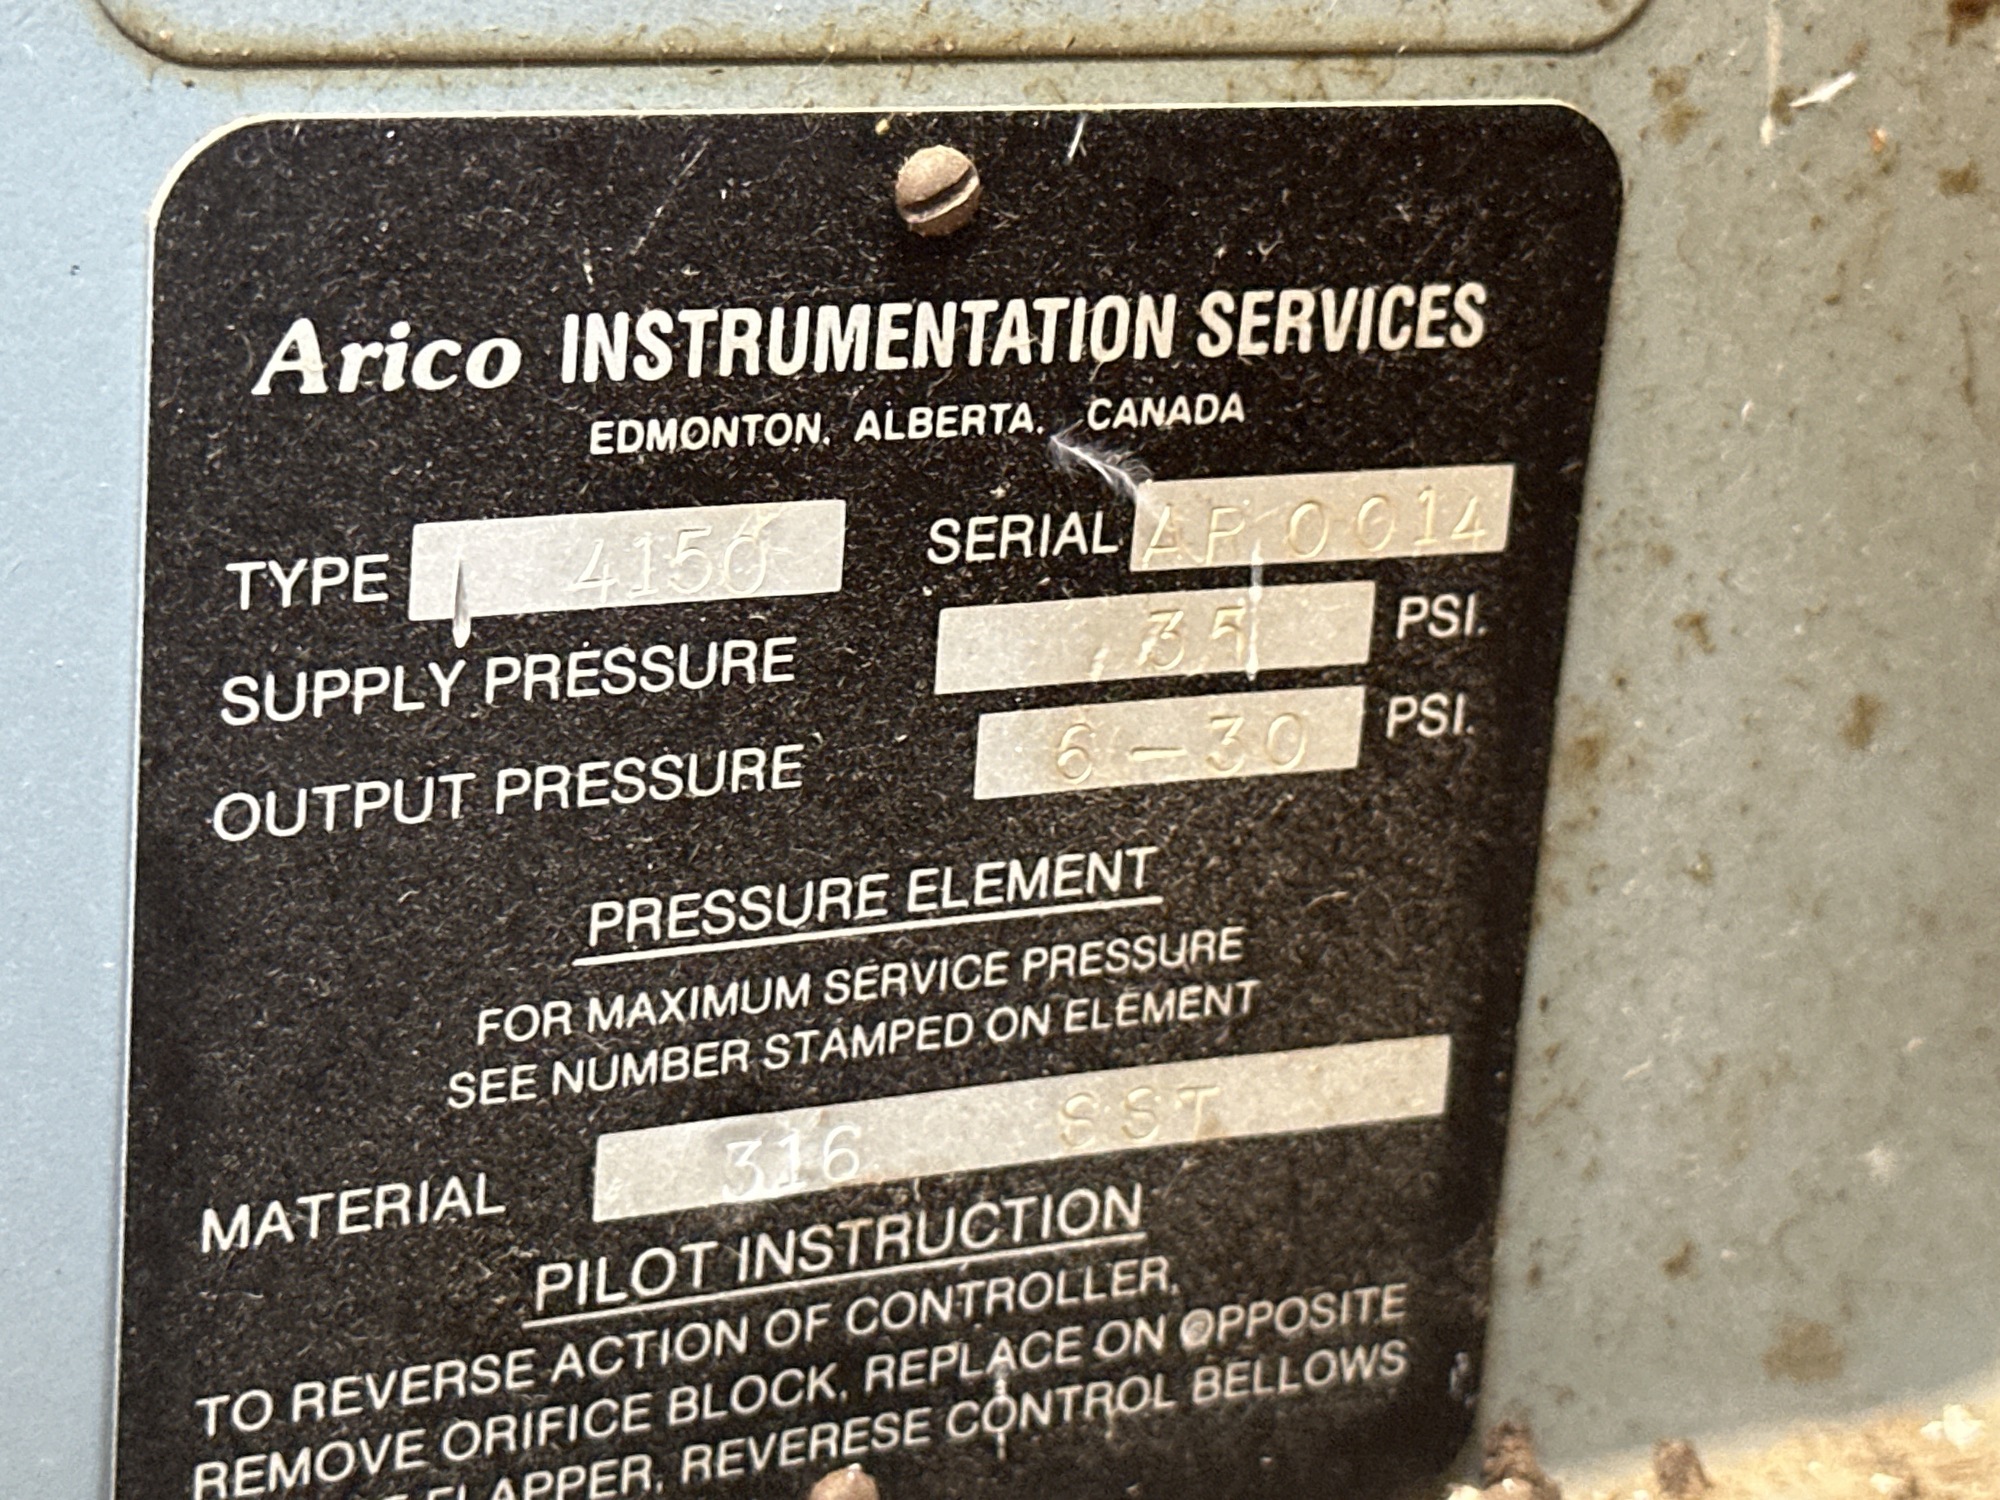 Arico INSTRUMENTATION SERVICES
EDMONTON, ALBERTA, CANADA
TYPE 4150 SERIAL AP 0014
SUPPLY PRESSURE 35 PSI.
OUTPUT PRESSURE 6-30 PSI.
PRESSURE ELEMENT
FOR MAXIMUM SERVICE PRESSURE
SEE NUMBER STAMPED ON ELEMENT
MATERIAL 316 SST
PILOT INSTRUCTION
TO REVERSE ACTION OF CONTROLLER,
REMOVE ORIFICE BLOCK, REPLACE ON OPPOSITE
FLAPPER, REVERESE CONTROL BELLOWS